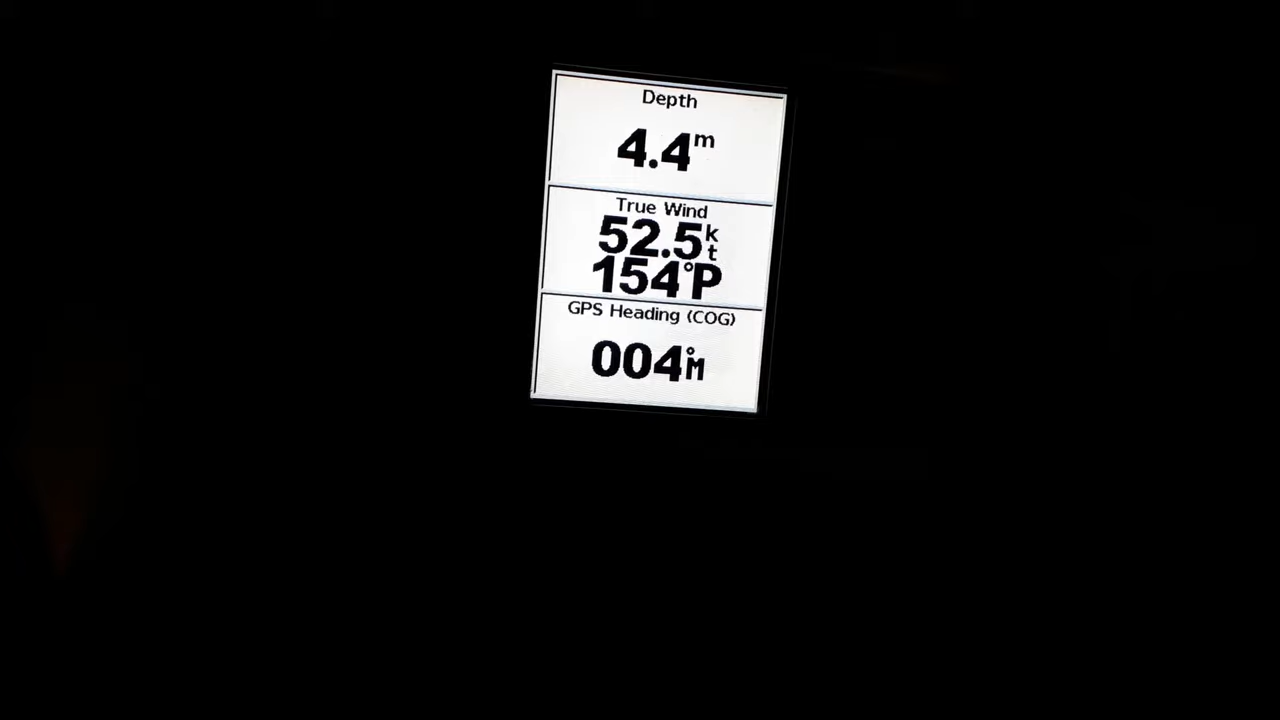 Depth
4.4m
True Wind
52.5kt
154°P
GPS Heading (COG)
004°M